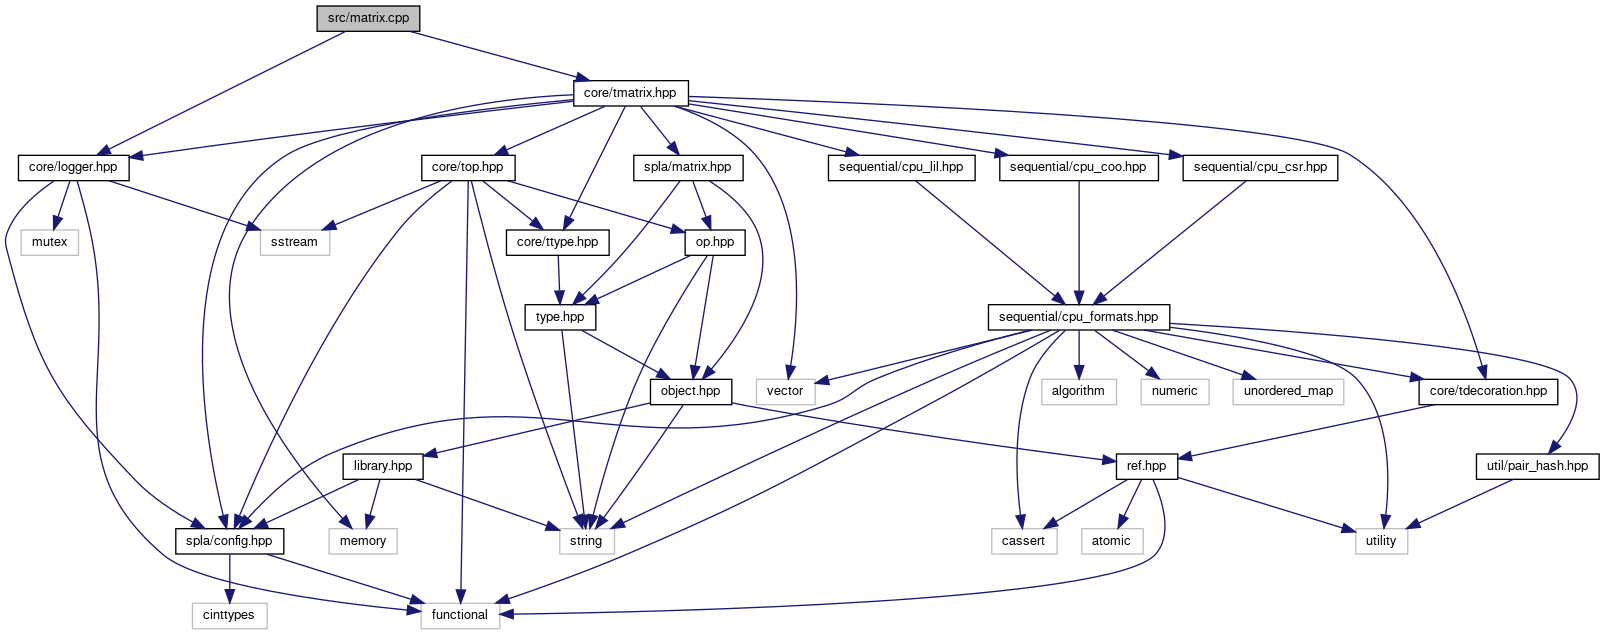 src/matrix.cpp
core/tmatrix.hpp
core/logger.hpp
core/top.hpp
spla/matrix.hpp
sequential/cpu_lil.hpp
sequential/cpu_coo.hpp
sequential/cpu_csr.hpp
mutex
sstream
core/ttype.hpp
op.hpp
type.hpp
sequential/cpu_formats.hpp
object.hpp
vector
algorithm
numeric
unordered_map
core/tdecoration.hpp
library.hpp
ref.hpp
util/pair_hash.hpp
spla/config.hpp
memory
string
cassert
atomic
utility
cinttypes
functional